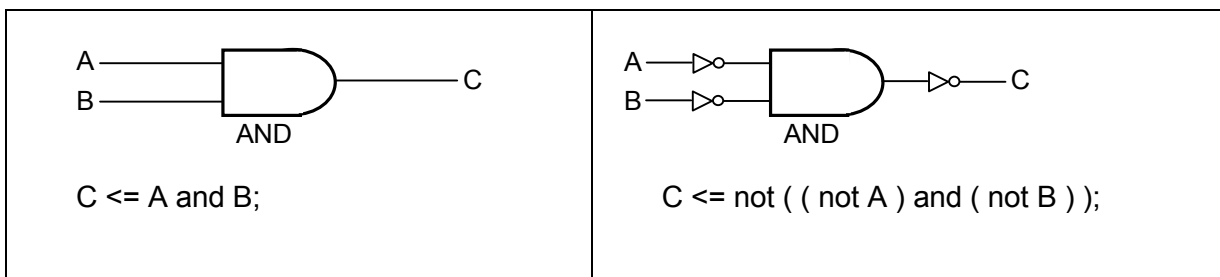 A
B
C
AND
C <= A and B;
A
B
C
AND
C <= not ( ( not A ) and ( not B ) );